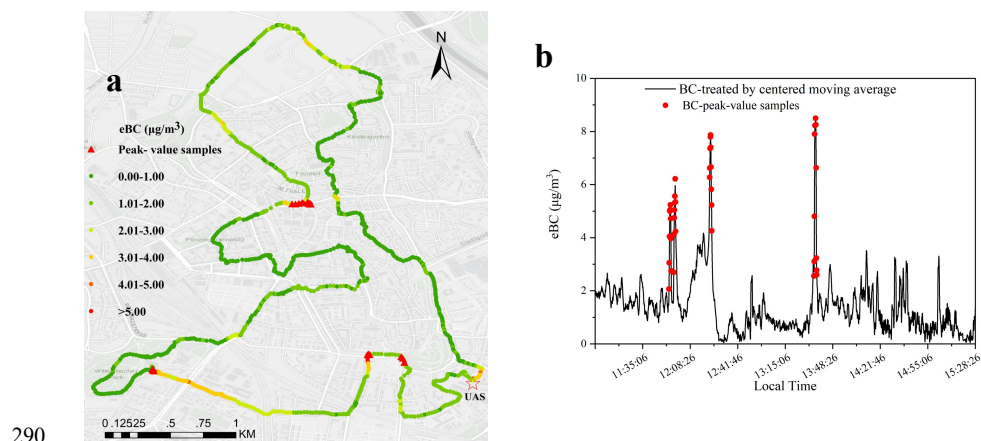 a
N
eBC (µg/m³)
Peak- value samples
0.00-1.00
1.01-2.00
2.01-3.00
3.01-4.00
4.01-5.00
>5.00
UAS
0 .12525 .5 .75 1
KM
b
BC-treated by centered moving average
BC-peak-value samples
eBC (µg/m³)
10
8
6
4
2
0
11:35:06
12:08:26
12:41:46
13:15:06
13:48:26
14:21:46
14:55:06
15:28:26
Local Time
290